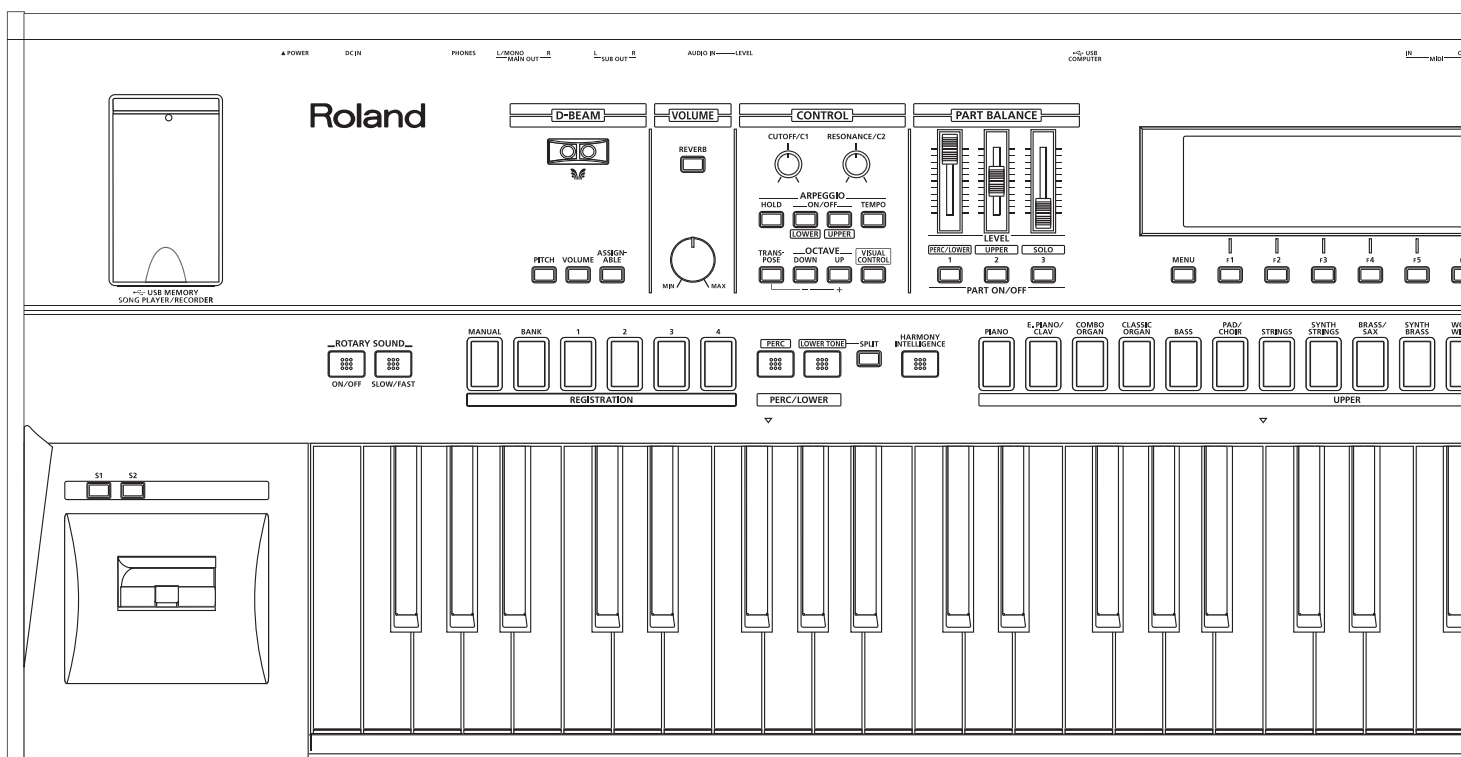 ▲ POWER DC IN PHONES L/MONO R L R AUDIO IN LEVEL USB IN
MAIN OUT SUB OUT COMPUTER MIDI
Roland
D-BEAM VOLUME CONTROL PART BALANCE
CUTOFF/C1 RESONANCE/C2
REVERB
ARPEGGIO
HOLD ON/OFF TEMPO
LOWER UPPER
LEVEL
PERC/LOWER UPPER SOLO
1 2 3
PITCH VOLUME ASSIGN-
ABLE
TRANS-
POSE
OCTAVE
DOWN UP
VISUAL
CONTROL
MENU F1 F2 F3 F4 F5
MIN MAX
– +
PART ON/OFF
USB MEMORY
SONG PLAYER/RECORDER
ROTARY SOUND
ON/OFF SLOW/FAST
MANUAL BANK 1 2 3 4
REGISTRATION
PERC LOWER TONE SPLIT
PERC/LOWER
HARMONY
INTELLIGENCE
PIANO
E. PIANO/
CLAV
COMBO
ORGAN
CLASSIC
ORGAN
BASS
PAD/
CHOIR
STRINGS
SYNTH
STRINGS
BRASS/
SAX
SYNTH
BRASS
UPPER
S1 S2